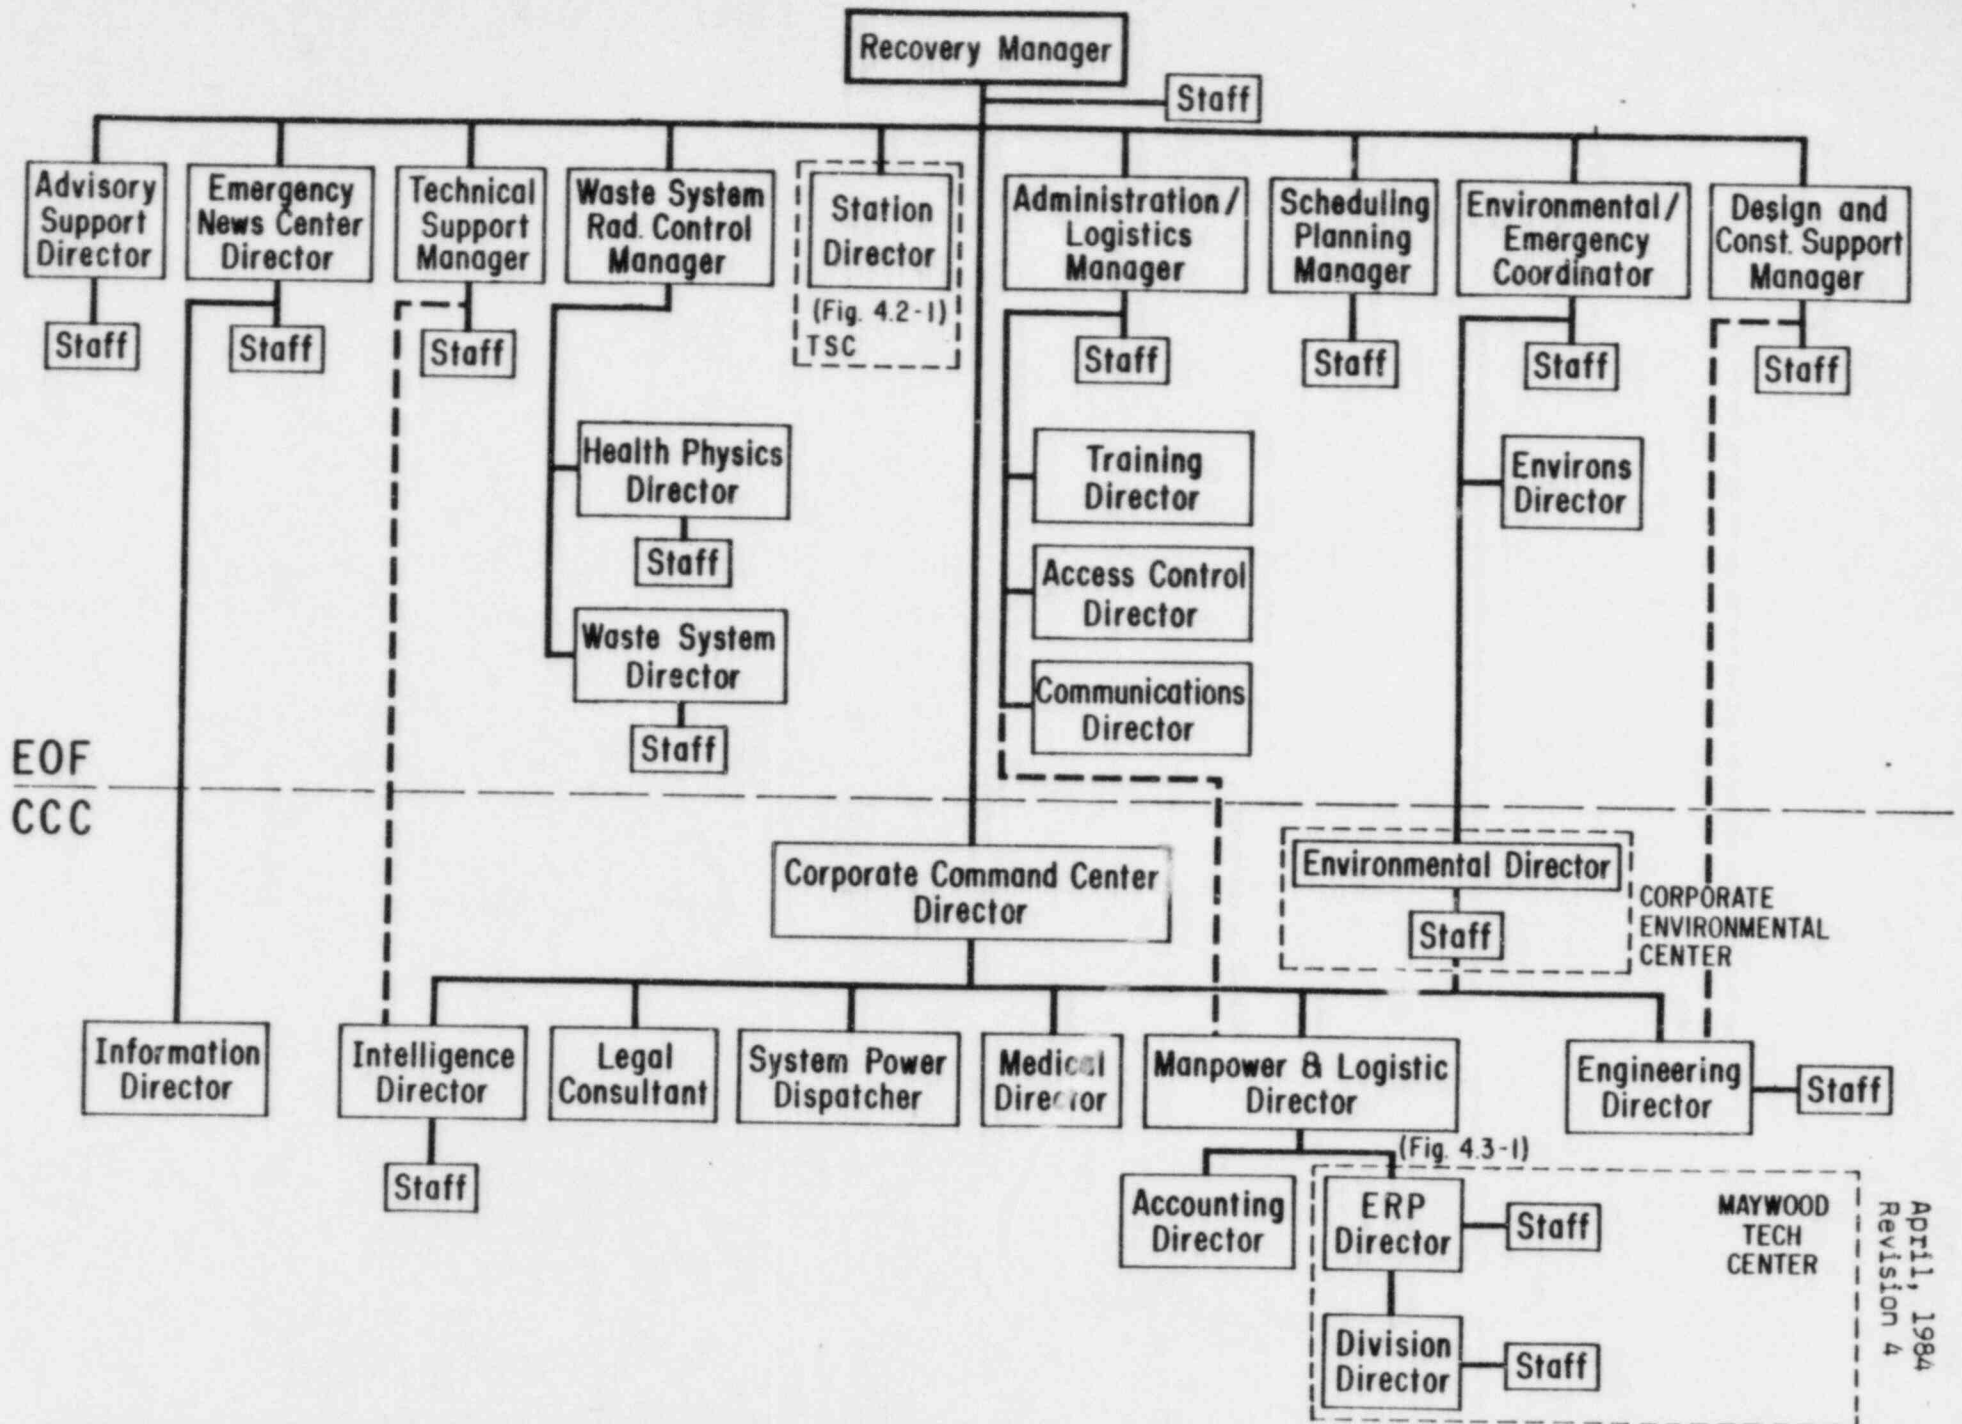 Recovery Manager
Staff
Advisory
Support
Director
Emergency
News Center
Director
Technical
Support
Manager
Waste System
Rad. Control
Manager
Station
Director
(Fig. 4.2-1)
TSC
Administration/
Logistics
Manager
Scheduling
Planning
Manager
Environmental/
Emergency
Coordinator
Design and
Const. Support
Manager
Staff
Staff
Staff
Staff
Staff
Staff
Staff
Health Physics
Director
Staff
Waste System
Director
Staff
Training
Director
Access Control
Director
Communications
Director
Environs
Director
EOF
CCC
Corporate Command Center
Director
Environmental Director
Staff
CORPORATE
ENVIRONMENTAL
CENTER
Information
Director
Intelligence
Director
Legal
Consultant
System Power
Dispatcher
Medical
Director
Manpower & Logistic
Director
Engineering
Director
Staff
Staff
(Fig. 4.3-1)
Accounting
Director
ERP
Director
Staff
MAYWOOD
TECH
CENTER
Division
Director
Staff
April, 1984
Revision 4